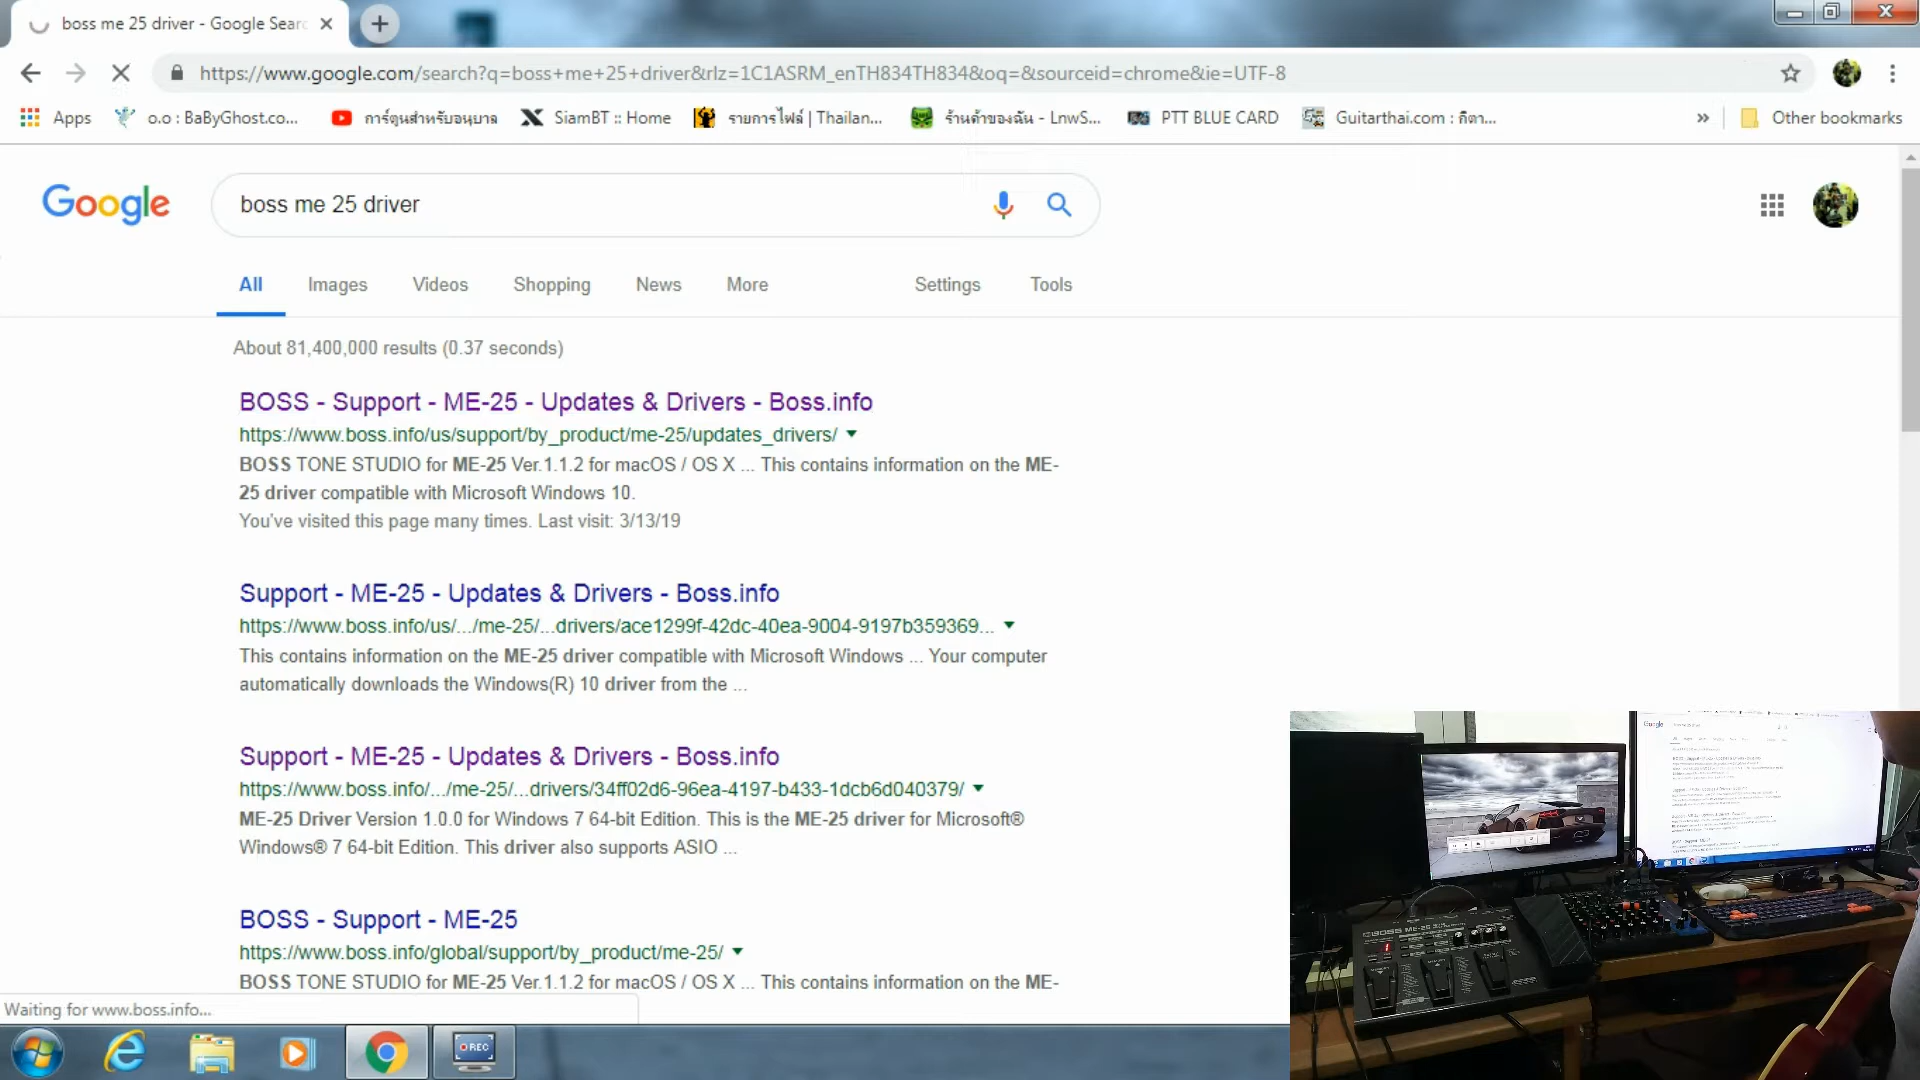 boss me 25 driver - Google Searc
https://www.google.com/search?q=boss+me+25+driver&rlz=1C1ASRM_enTH834TH834&oq=&sourceid=chrome&ie=UTF-8
Apps
o.o : BaByGhost.co...
การ์ตูนสำหรับอนุบาล
SiamBT :: Home
รายการไฟล์ | Thailan...
ร้านค้าของฉัน - LnwS...
PTT BLUE CARD
Guitarthai.com : กีตา...
»
Other bookmarks
Google
boss me 25 driver
All Images Videos Shopping News More Settings Tools
About 81,400,000 results (0.37 seconds)
BOSS - Support - ME-25 - Updates & Drivers - Boss.info
https://www.boss.info/us/support/by_product/me-25/updates_drivers/
BOSS TONE STUDIO for ME-25 Ver.1.1.2 for macOS / OS X ... This contains information on the ME-
25 driver compatible with Microsoft Windows 10.
You've visited this page many times. Last visit: 3/13/19
Support - ME-25 - Updates & Drivers - Boss.info
https://www.boss.info/us/.../me-25/...drivers/ace1299f-42dc-40ea-9004-9197b359369...
This contains information on the ME-25 driver compatible with Microsoft Windows ... Your computer
automatically downloads the Windows(R) 10 driver from the ...
Support - ME-25 - Updates & Drivers - Boss.info
https://www.boss.info/.../me-25/...drivers/34ff02d6-96ea-4197-b433-1dcb6d040379/
ME-25 Driver Version 1.0.0 for Windows 7 64-bit Edition. This is the ME-25 driver for Microsoft®
Windows® 7 64-bit Edition. This driver also supports ASIO ...
BOSS - Support - ME-25
https://www.boss.info/global/support/by_product/me-25/
BOSS TONE STUDIO for ME-25 Ver.1.1.2 for macOS / OS X ... This contains information on the ME-
Waiting for www.boss.info...
REC
Google
BOSS ME-25